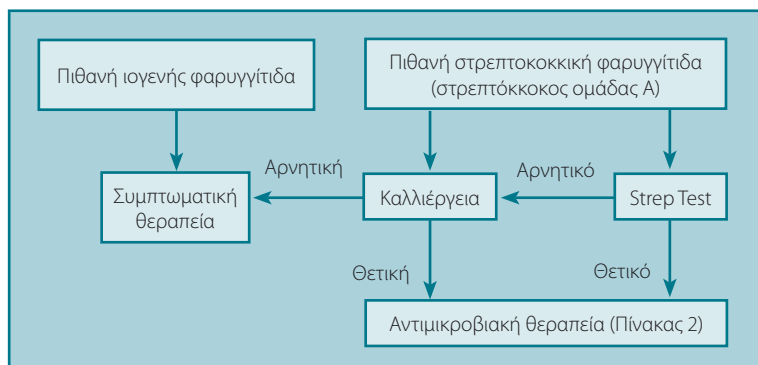 Πιθανή ιογενής φαρυγγίτιδα
Πιθανή στρεπτοκοκκική φαρυγγίτιδα
(στρεπτόκκοκος ομάδας Α)
Αρνητική
Αρνητικό
Συμπτωματική
θεραπεία
Καλλιέργεια
Strep Test
Θετική
Θετικό
Αντιμικροβιακή θεραπεία (Πίνακας 2)